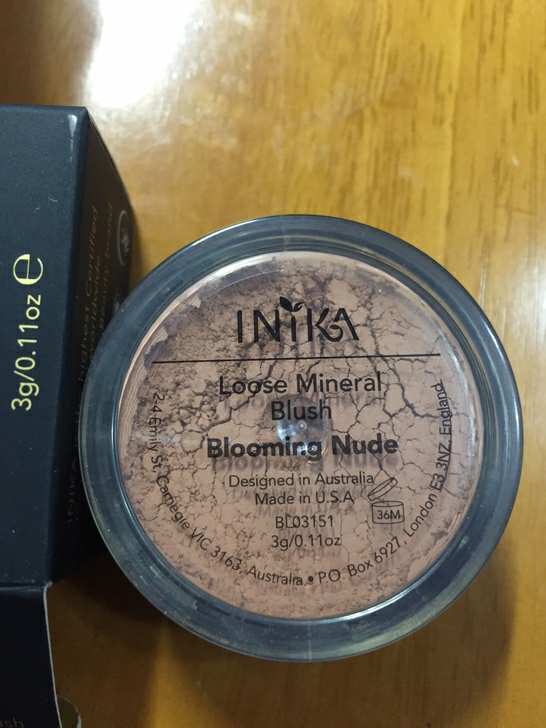 3g/0.11oz e
INIKA
Loose Mineral
Blush
Blooming Nude
Designed in Australia
Made in U.S.A
BL03151
3g/0.11oz
36M
2-4 Emily St, Carnegie VIC 3163, Australia • P.O. Box 6927, London E3 3NZ, England